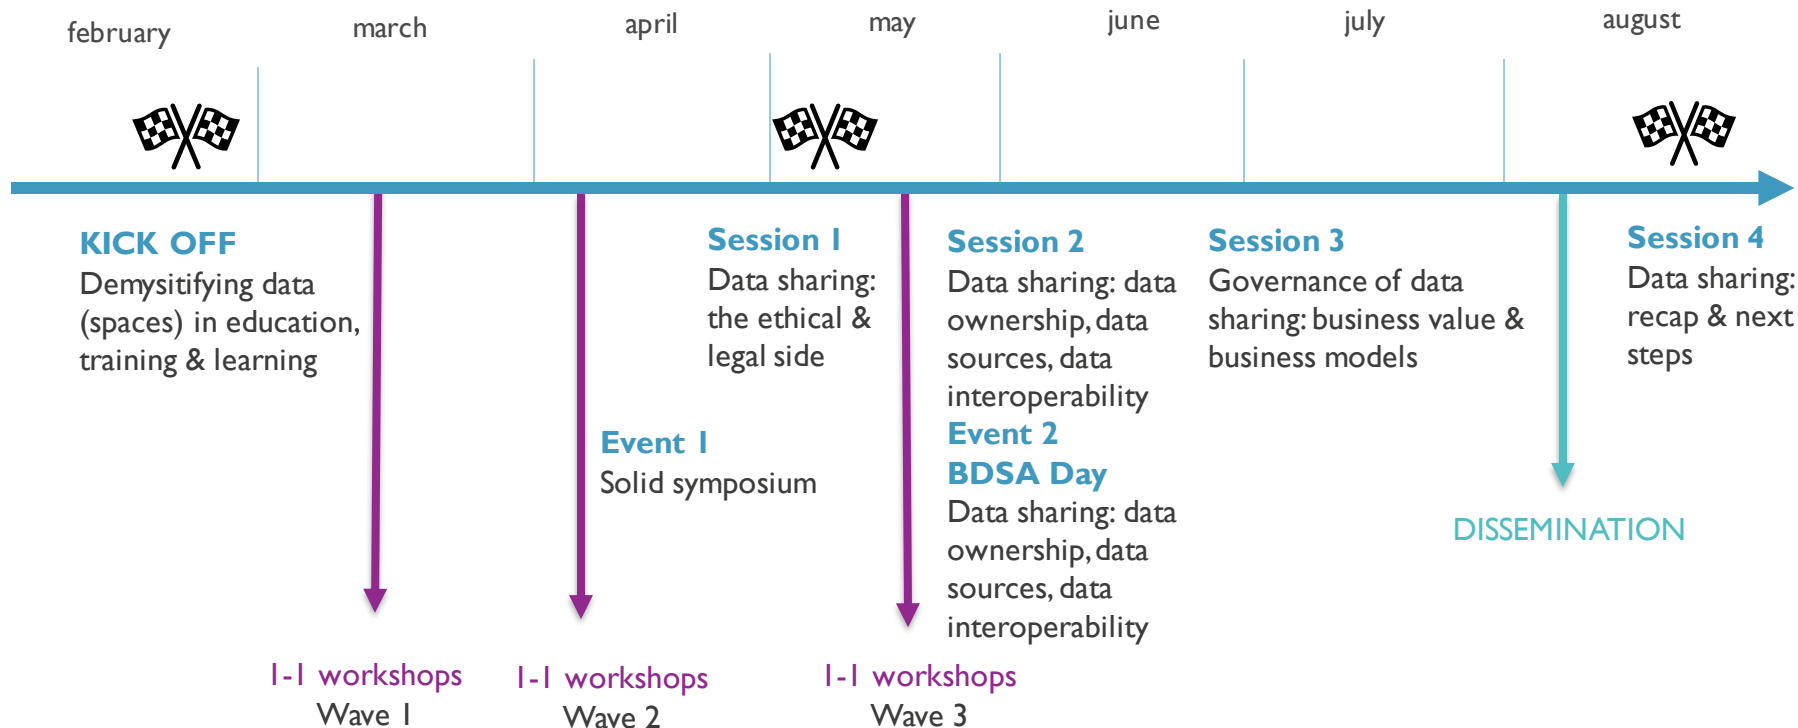 february
march
april
may
june
july
august
KICK OFF
Demysitifying data
(spaces) in education,
training & learning
Session 1
Data sharing:
the ethical &
legal side
Session 2
Data sharing: data
ownership, data
sources, data
interoperability
Event 2
BDSA Day
Data sharing: data
ownership, data
sources, data
interoperability
Session 3
Governance of data
sharing: business value &
business models
Session 4
Data sharing:
recap & next
steps
Event 1
Solid symposium
DISSEMINATION
1-1 workshops
Wave 1
1-1 workshops
Wave 2
1-1 workshops
Wave 3